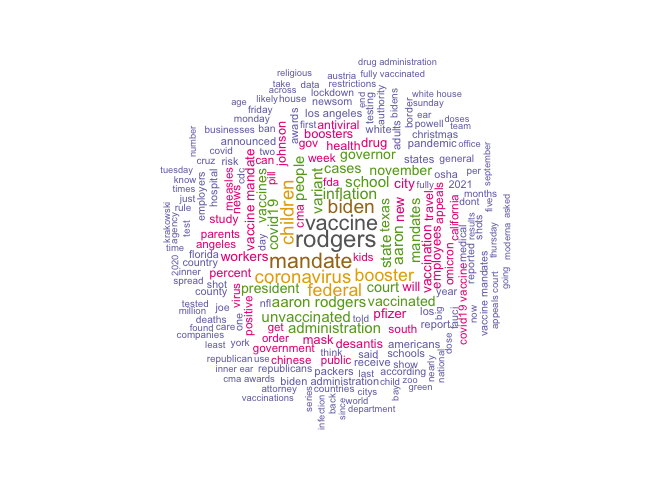 drug administration
religious austria fully vaccinated
take data restrictions
across lockdown end testing authority bidens border white house
age likely house newsom sunday
friday awards los angeles adults ear doses
number monday first antiviral white powell team
businesses ban johnson boosters christmas
announced gov health drug pandemic office
covid two governor
cruz risk can people week cases states general september
tuesday employers hospital measles news cdc vaccine mandate vaccines pill variant fda school november osha per
know inflation city fully 2021 months
times children biden dont five
just covid19 cma mandates new appeals
rule study vaccine texas vaccination travel employees omicron california medical reported results shots thursday moderna asked
krakowski agency test parents day rodgers state aaron
time angeles
workers mandate kids
florida
2020 country percent coronavirus booster will covid19 vaccine vaccine mandates appeals court going
inner federal court year now
spread shot virus president
county positive nfl aaron rodgers vaccinated los big fauci
tested joe one unvaccinated told pfizer report
million
deaths get administration south dose
found care order mask desantis americans
companies government think said schools nearly national
least york chinese public receive show
republican use republicans packers according
inner ear last child zoo
cma awards biden administration green
attorney series countries citys bay
vaccinations infection back since world
department